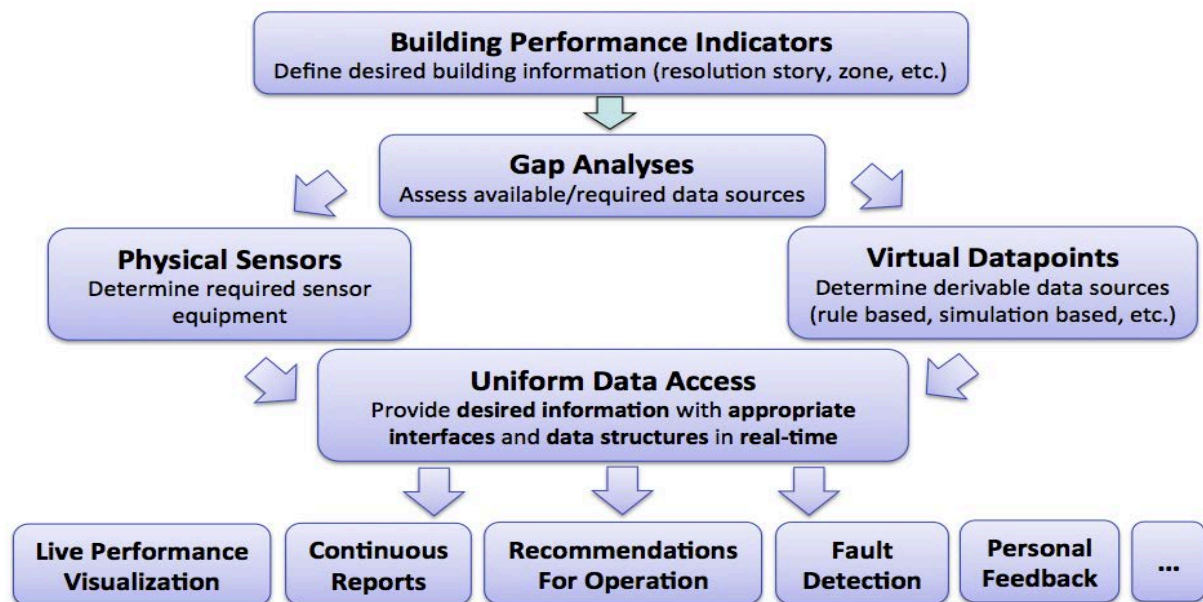 Building Performance Indicators
Define desired building information (resolution story, zone, etc.)
Gap Analyses
Assess available/required data sources
Physical Sensors
Determine required sensor
equipment
Virtual Datapoints
Determine derivable data sources
(rule based, simulation based, etc.)
Uniform Data Access
Provide desired information with appropriate
interfaces and data structures in real-time
Live Performance
Visualization
Continuous
Reports
Recommendations
For Operation
Fault
Detection
Personal
Feedback
...